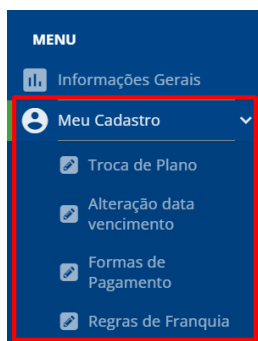 MENU
Informações Gerais
Meu Cadastro
Troca de Plano
Alteração data
vencimento
Formas de
Pagamento
Regras de Franquia